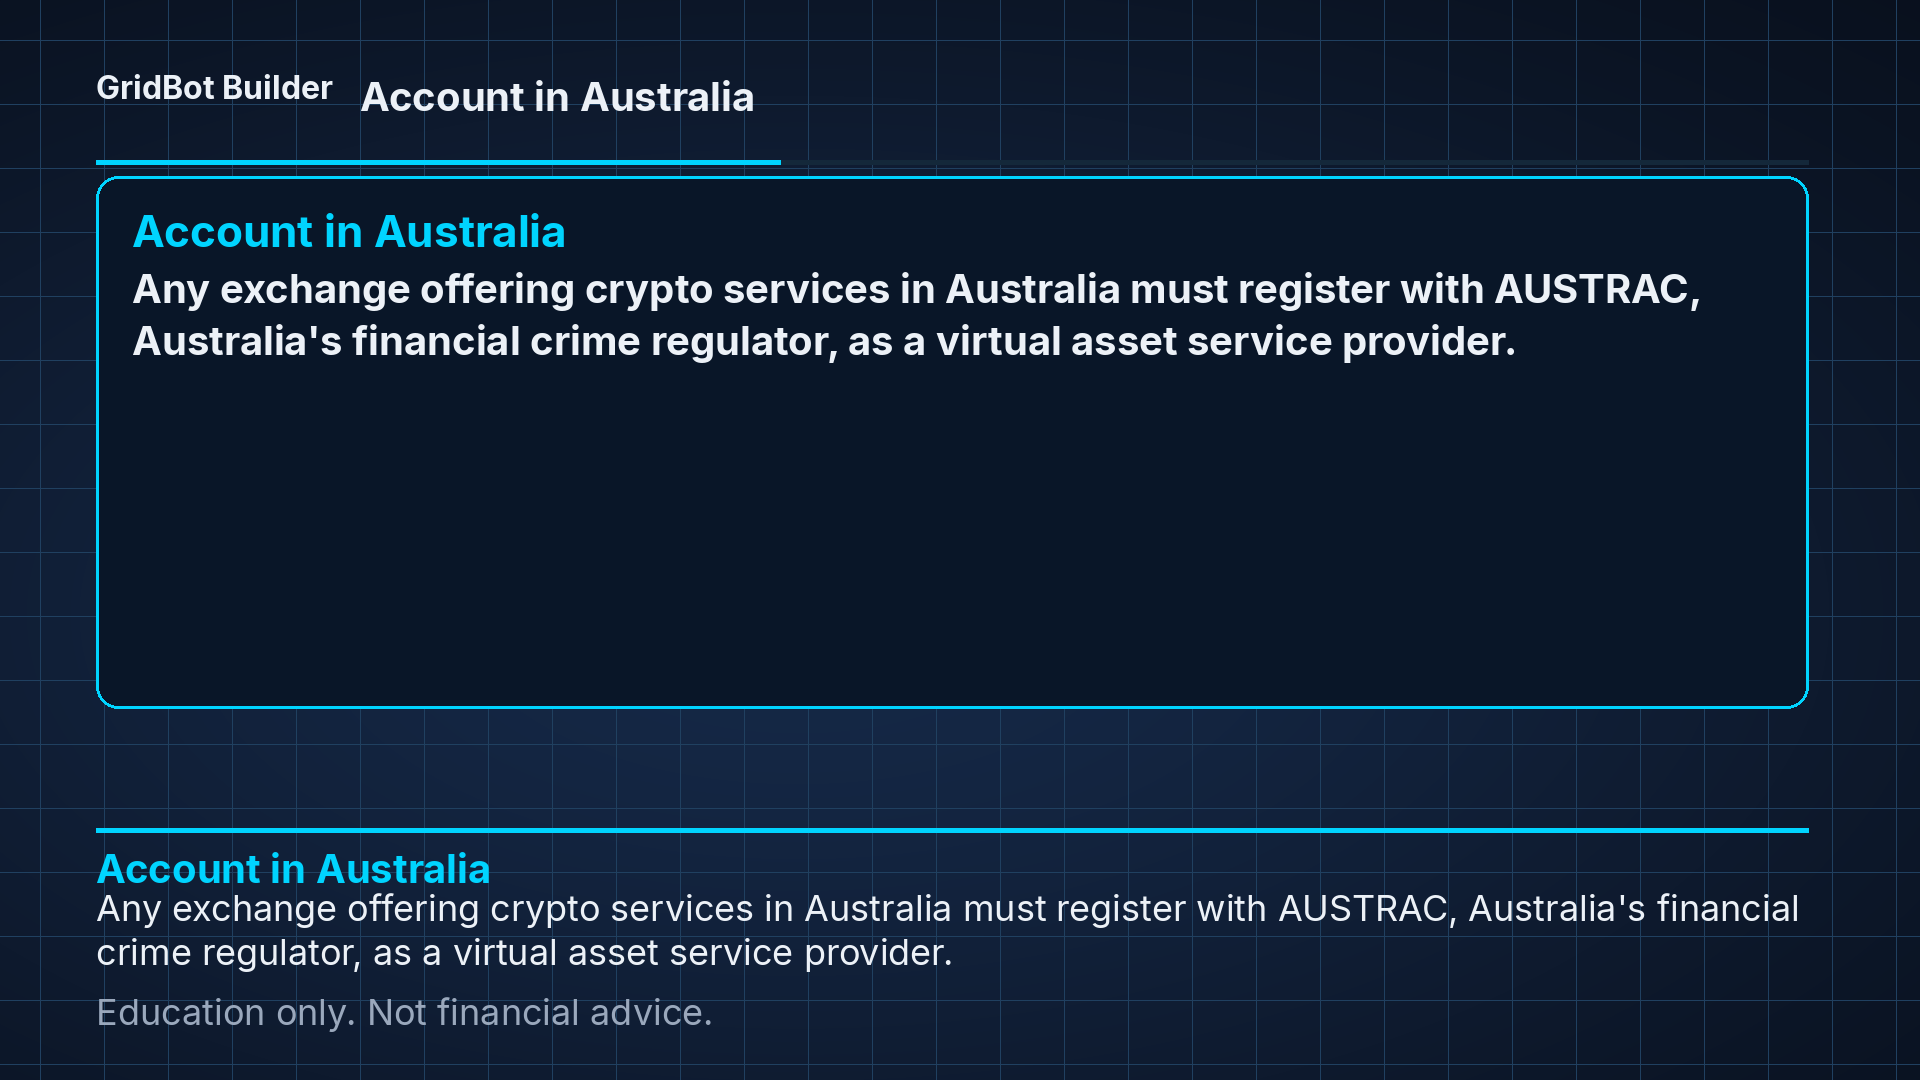 GridBot Builder
Account in Australia
Account in Australia
Any exchange offering crypto services in Australia must register with AUSTRAC,
Australia's financial crime regulator, as a virtual asset service provider.
Account in Australia
Any exchange offering crypto services in Australia must register with AUSTRAC, Australia's financial
crime regulator, as a virtual asset service provider.
Education only. Not financial advice.